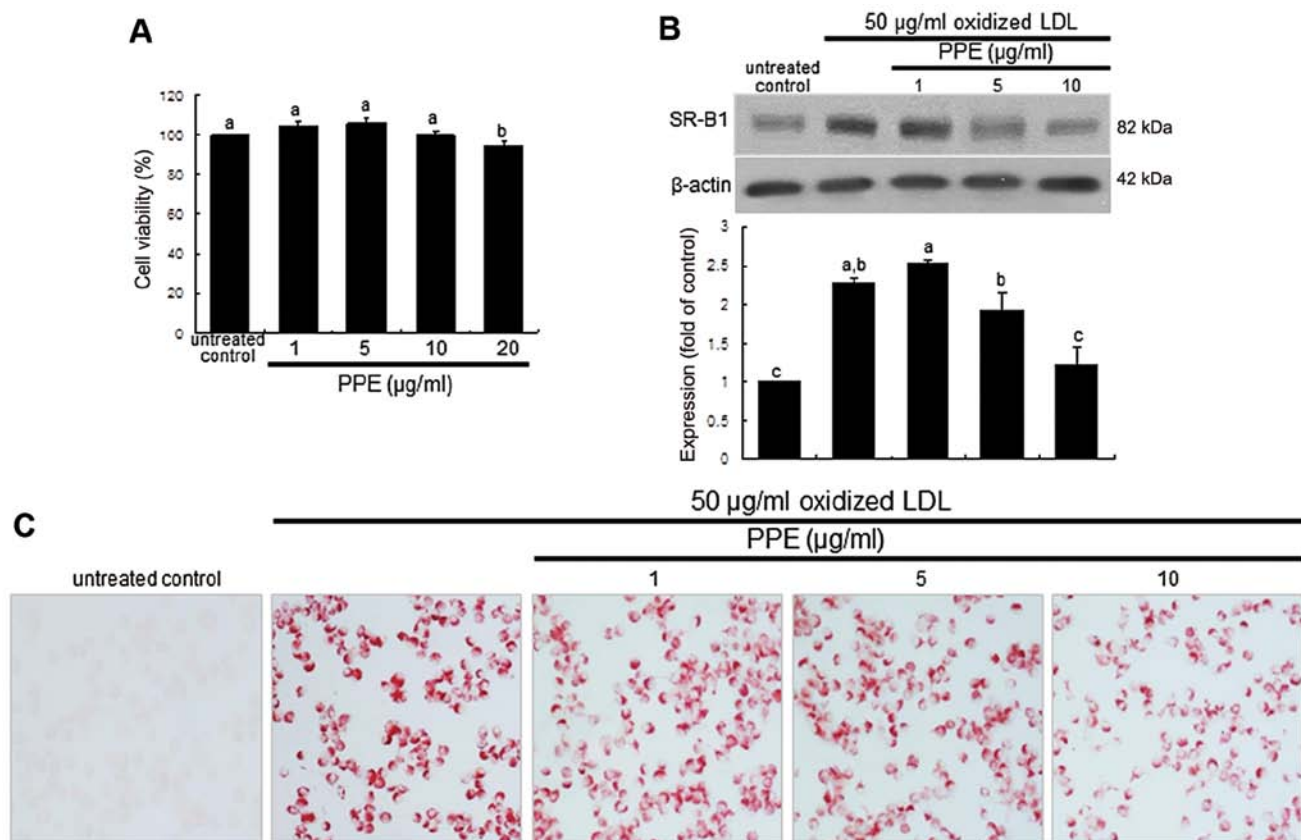 A
Cell viability (%)
120
100
80
60
40
20
0
a
a
a
a
b
untreated control
1
5
10
20
PPE (µg/ml)
B
50 µg/ml oxidized LDL
PPE (µg/ml)
untreated control
1
5
10
SR-B1
82 kDa
β-actin
42 kDa
Expression (fold of control)
3
2.5
2
1.5
1
0.5
0
c
a,b
a
b
c
C
50 µg/ml oxidized LDL
PPE (µg/ml)
untreated control
1
5
10